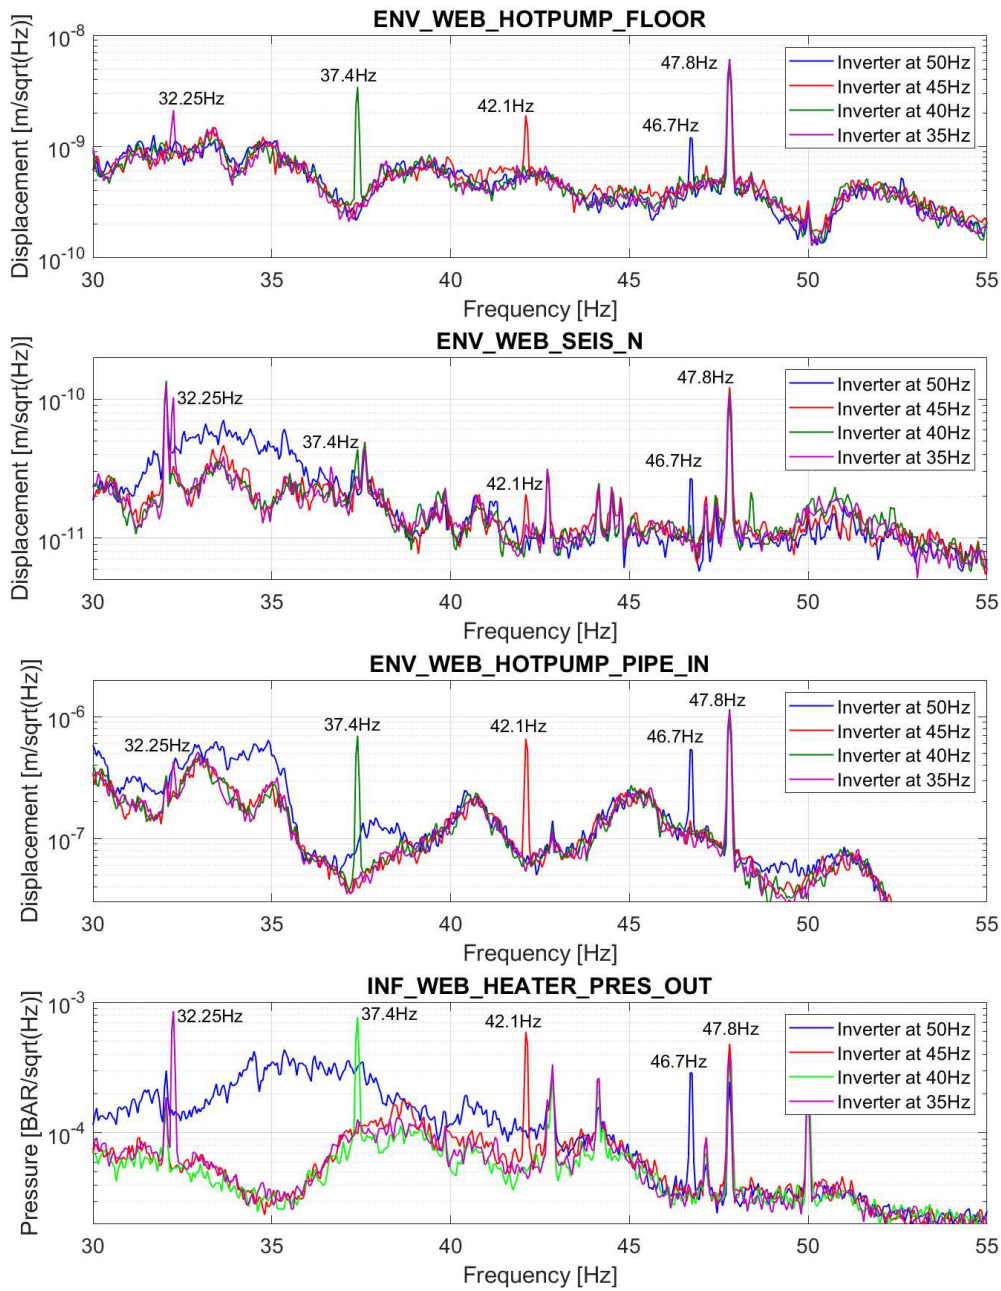 ENV_WEB_HOTPUMP_FLOOR
Displacement [m/sqrt(Hz)]
10-8
10-9
10-10
32.25Hz
37.4Hz
42.1Hz
46.7Hz
47.8Hz
Inverter at 50Hz
Inverter at 45Hz
Inverter at 40Hz
Inverter at 35Hz
30 35 40 45 50 55
Frequency [Hz]
ENV_WEB_SEIS_N
Displacement [m/sqrt(Hz)]
10-10
10-11
32.25Hz
37.4Hz
42.1Hz
46.7Hz
47.8Hz
Inverter at 50Hz
Inverter at 45Hz
Inverter at 40Hz
Inverter at 35Hz
30 35 40 45 50 55
Frequency [Hz]
ENV_WEB_HOTPUMP_PIPE_IN
Displacement [m/sqrt(Hz)]
10-6
10-7
32.25Hz
37.4Hz
42.1Hz
46.7Hz
47.8Hz
Inverter at 50Hz
Inverter at 45Hz
Inverter at 40Hz
Inverter at 35Hz
30 35 40 45 50 55
Frequency [Hz]
INF_WEB_HEATER_PRES_OUT
Pressure [BAR/sqrt(Hz)]
10-3
10-4
32.25Hz
37.4Hz
42.1Hz
46.7Hz
47.8Hz
Inverter at 50Hz
Inverter at 45Hz
Inverter at 40Hz
Inverter at 35Hz
30 35 40 45 50 55
Frequency [Hz]